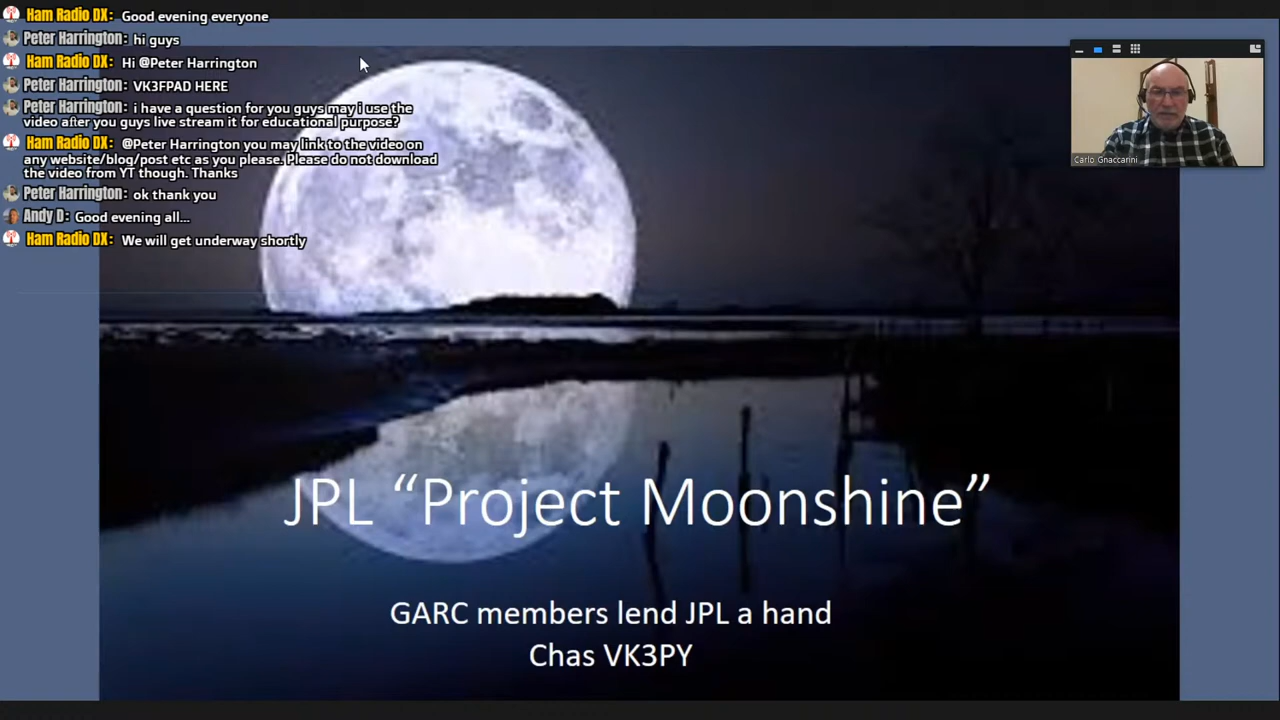 Ham Radio DX: Good evening everyone
Peter Harrington: hi guys
Ham Radio DX: Hi @Peter Harrington
Peter Harrington: VK3FPAD HERE
Peter Harrington: i have a question for you guys may i use the
video after you guys live stream it for educational purpose?
Ham Radio DX: @Peter Harrington you may link to the video on
any website/blog/post etc as you please. Please do not download
the video from YT though. Thanks
Peter Harrington: ok thank you
Andy D: Good evening all...
Ham Radio DX: We will get underway shortly
Carlo Gnaccarini
JPL “Project Moonshine”
GARC members lend JPL a hand
Chas VK3PY